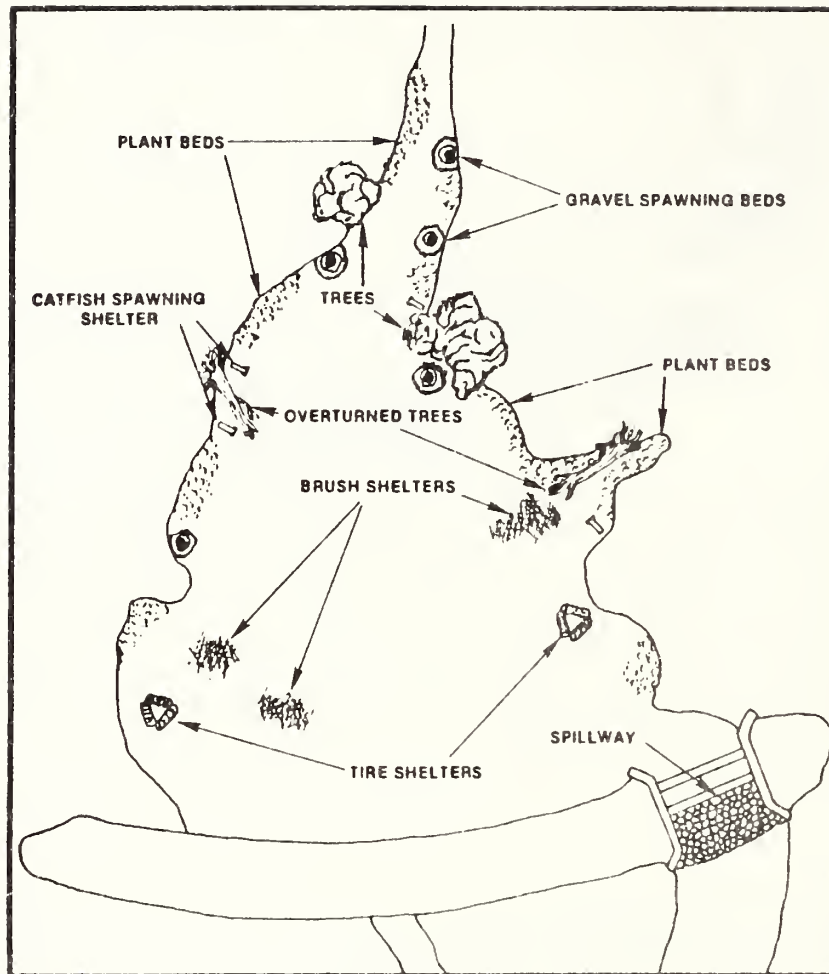 PLANT BEDS
GRAVEL SPAWNING BEDS
CATFISH SPAWNING
SHELTER
TREES
PLANT BEDS
OVERTURNED TREES
BRUSH SHELTERS
SPILLWAY
TIRE SHELTERS